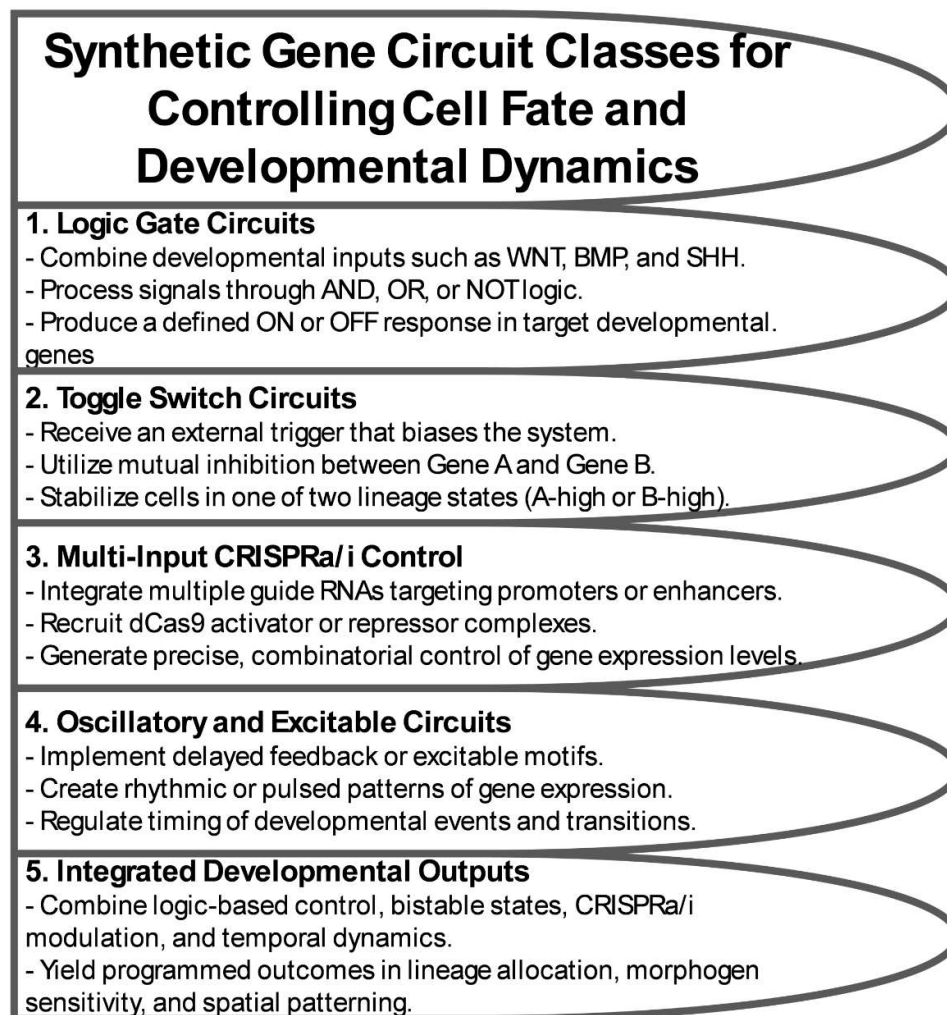 Synthetic Gene Circuit Classes for
Controlling Cell Fate and
Developmental Dynamics
1. Logic Gate Circuits
- Combine developmental inputs such as WNT, BMP, and SHH.
- Process signals through AND, OR, or NOT logic.
- Produce a defined ON or OFF response in target developmental.
genes
2. Toggle Switch Circuits
- Receive an external trigger that biases the system.
- Utilize mutual inhibition between Gene A and Gene B.
- Stabilize cells in one of two lineage states (A-high or B-high).
3. Multi-Input CRISPRa/i Control
- Integrate multiple guide RNAs targeting promoters or enhancers.
- Recruit dCas9 activator or repressor complexes.
- Generate precise, combinatorial control of gene expression levels.
4. Oscillatory and Excitable Circuits
- Implement delayed feedback or excitable motifs.
- Create rhythmic or pulsed patterns of gene expression.
- Regulate timing of developmental events and transitions.
5. Integrated Developmental Outputs
- Combine logic-based control, bistable states, CRISPRa/i
modulation, and temporal dynamics.
- Yield programmed outcomes in lineage allocation, morphogen
sensitivity, and spatial patterning.